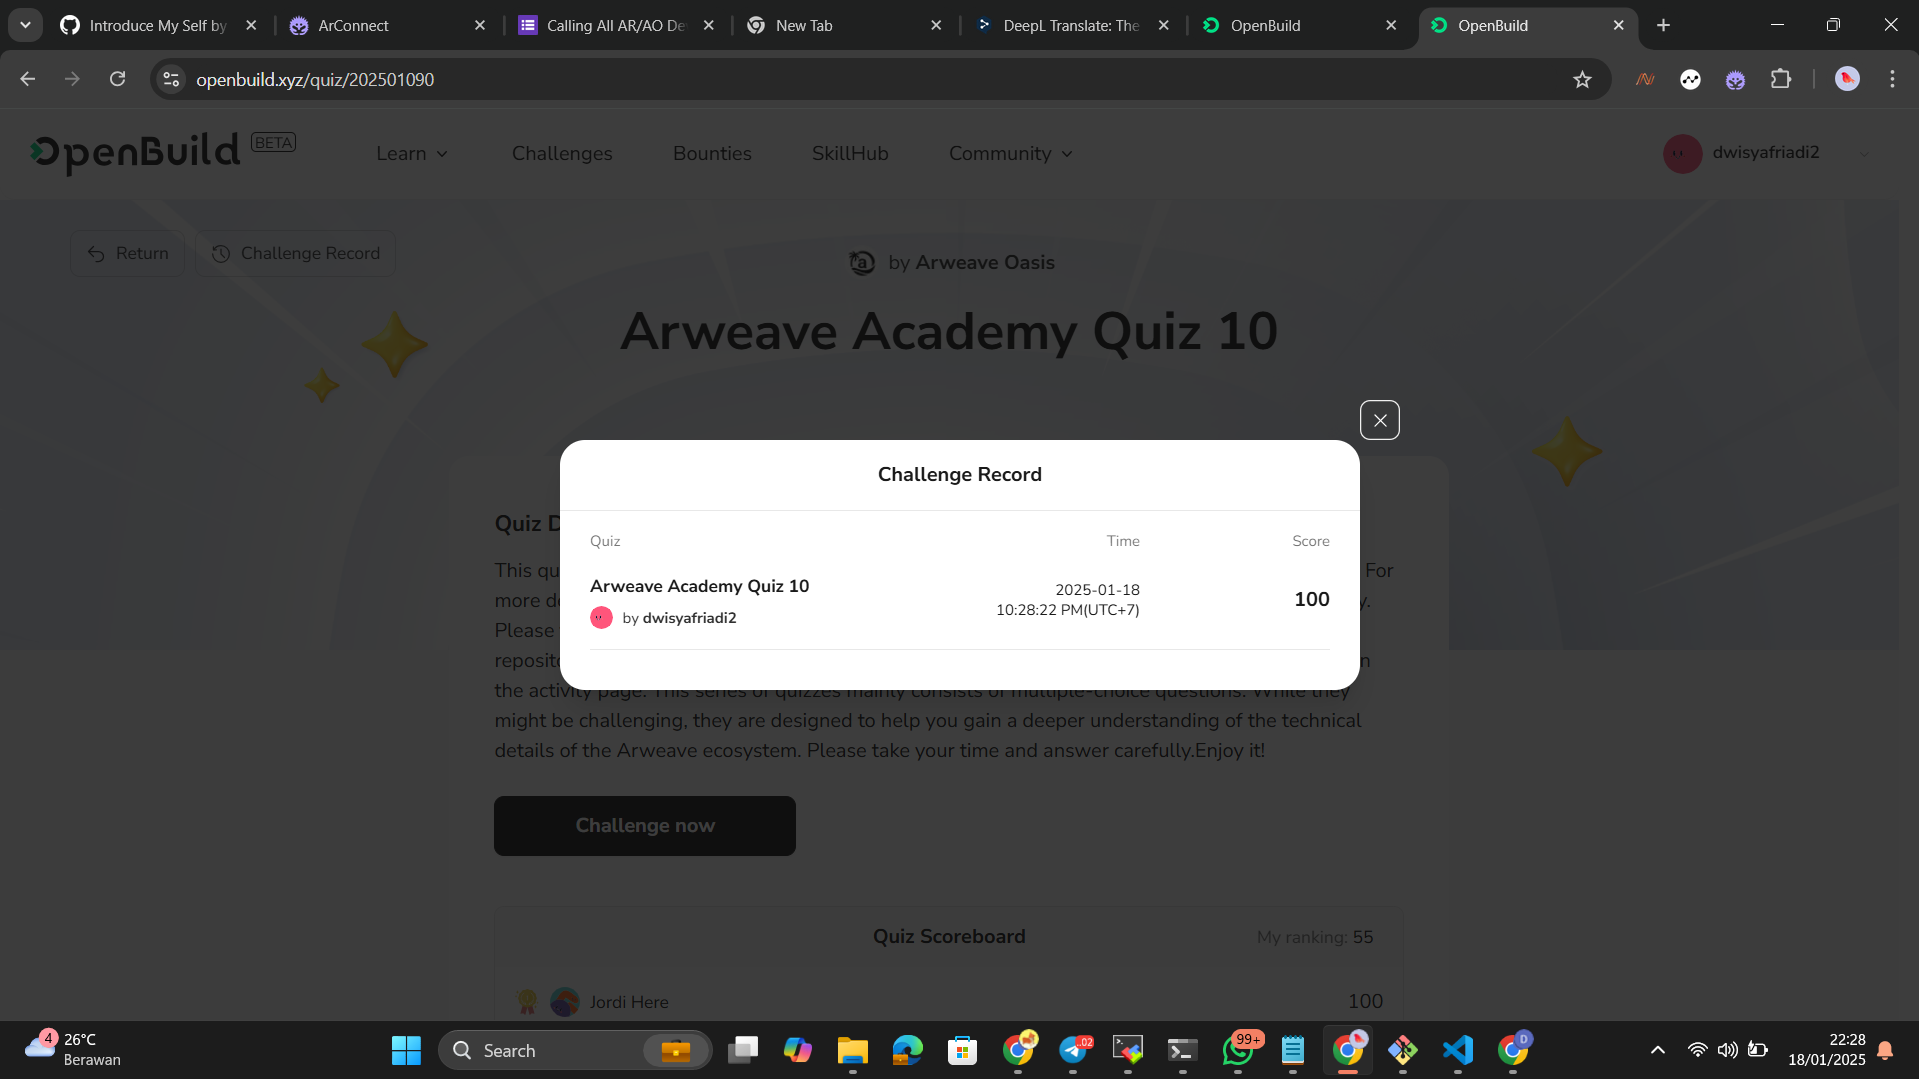 Introduce My Self by
ArConnect
Calling All AR/AO De
New Tab
DeepL Translate: The
OpenBuild
OpenBuild
openbuild.xyz/quiz/202501090
OpenBuild BETA
Learn
Challenges
Bounties
SkillHub
Community
dwisyafriadi2
Return
Challenge Record
by Arweave Oasis
Arweave Academy Quiz 10
Challenge Record
Quiz
Time
Score
Arweave Academy Quiz 10
by dwisyafriadi2
2025-01-18
10:28:22 PM(UTC+7)
100
Quiz D
This qu For
more de y.
Please
reposito n
the activity page. This series of quizzes mainly consists of multiple-choice questions. While they
might be challenging, they are designed to help you gain a deeper understanding of the technical
details of the Arweave ecosystem. Please take your time and answer carefully.Enjoy it!
Challenge now
Quiz Scoreboard
My ranking: 55
Jordi Here
100
4
26°C
Berawan
Search
..02
99+
D
22:28
18/01/2025